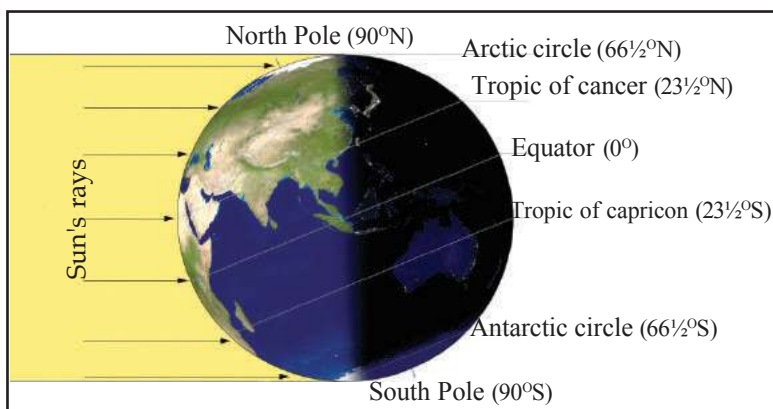 North Pole (90ᴼN)
Arctic circle (66½ᴼN)
Tropic of cancer (23½ᴼN)
Equator (0ᴼ)
Sun's rays
Tropic of capricon (23½ᴼS)
Antarctic circle (66½ᴼS)
South Pole (90ᴼS)